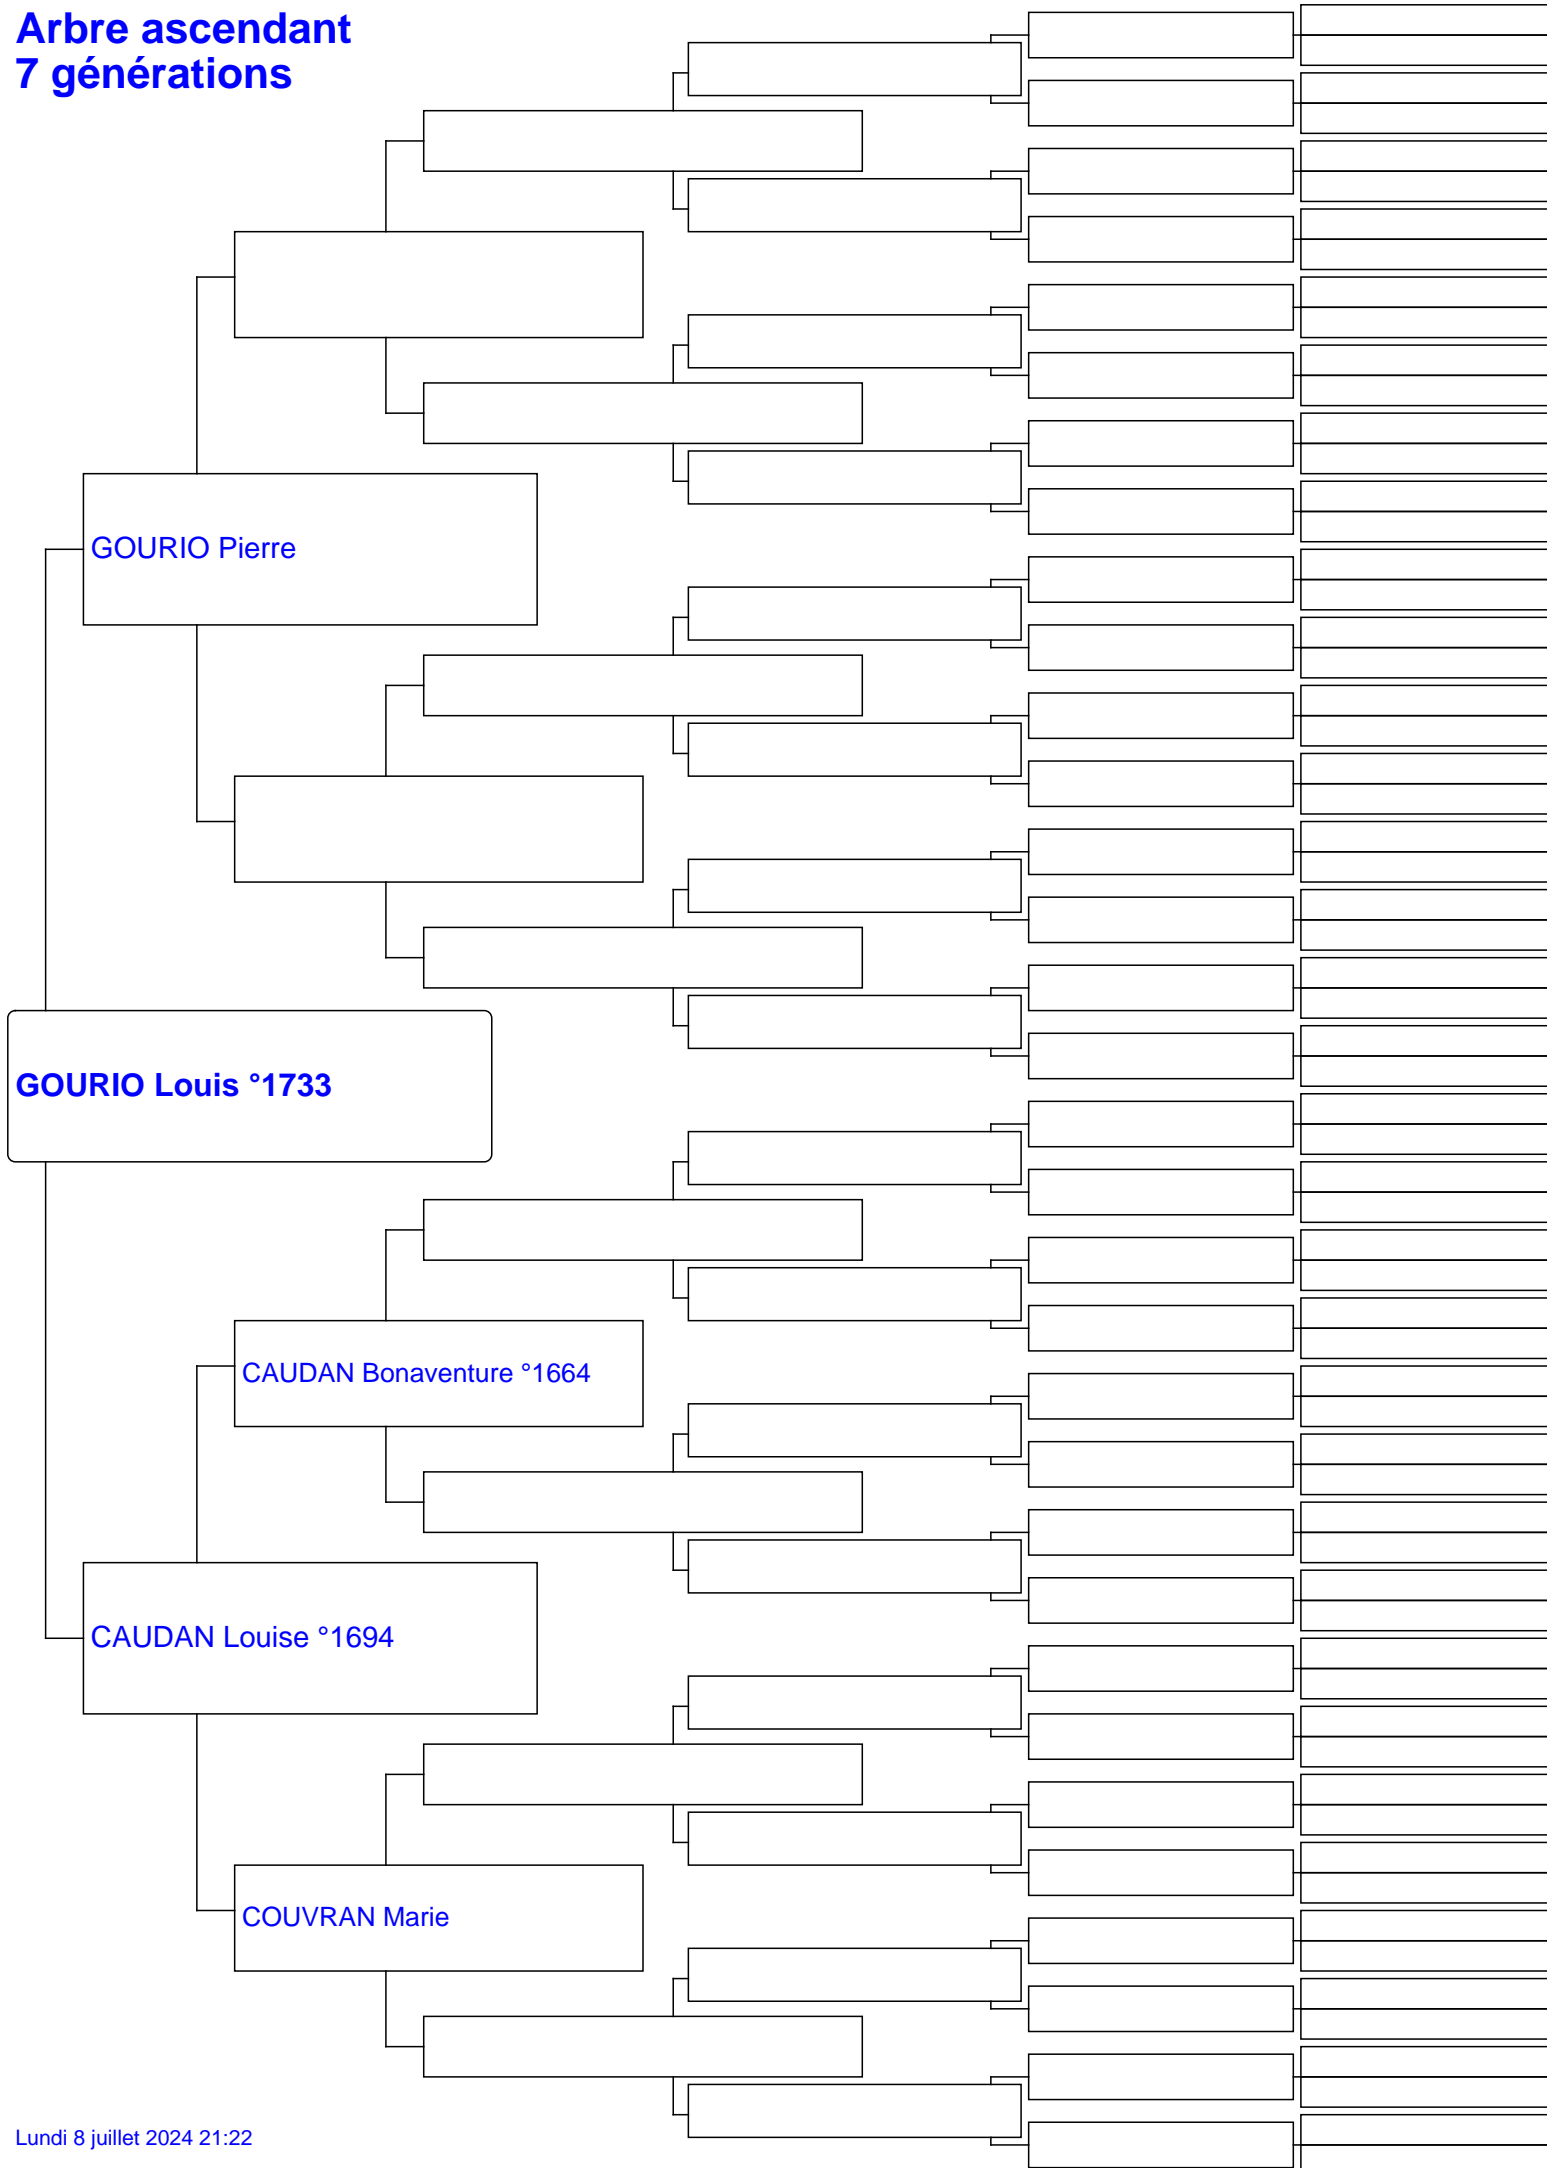 Arbre ascendant
7 générations
GOURIO Pierre
GOURIO Louis °1733
CAUDAN Bonaventure °1664
CAUDAN Louise °1694
COUVRAN Marie
Lundi 8 juillet 2024 21:22